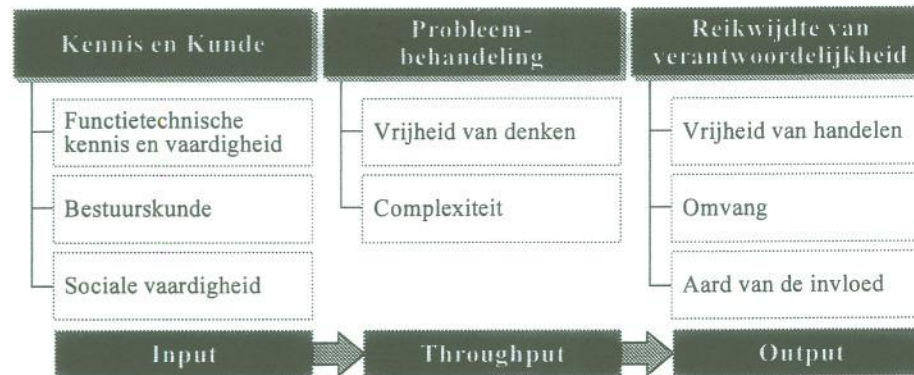 Kennis en Kunde
Functietechnische
kennis en vaardigheid
Bestuurskunde
Sociale vaardigheid
Input
Probleem-
behandeling
Vrijheid van denken
Complexiteit
Throughput
Reikwijdte van
verantwoordelijkheid
Vrijheid van handelen
Omvang
Aard van de invloed
Output